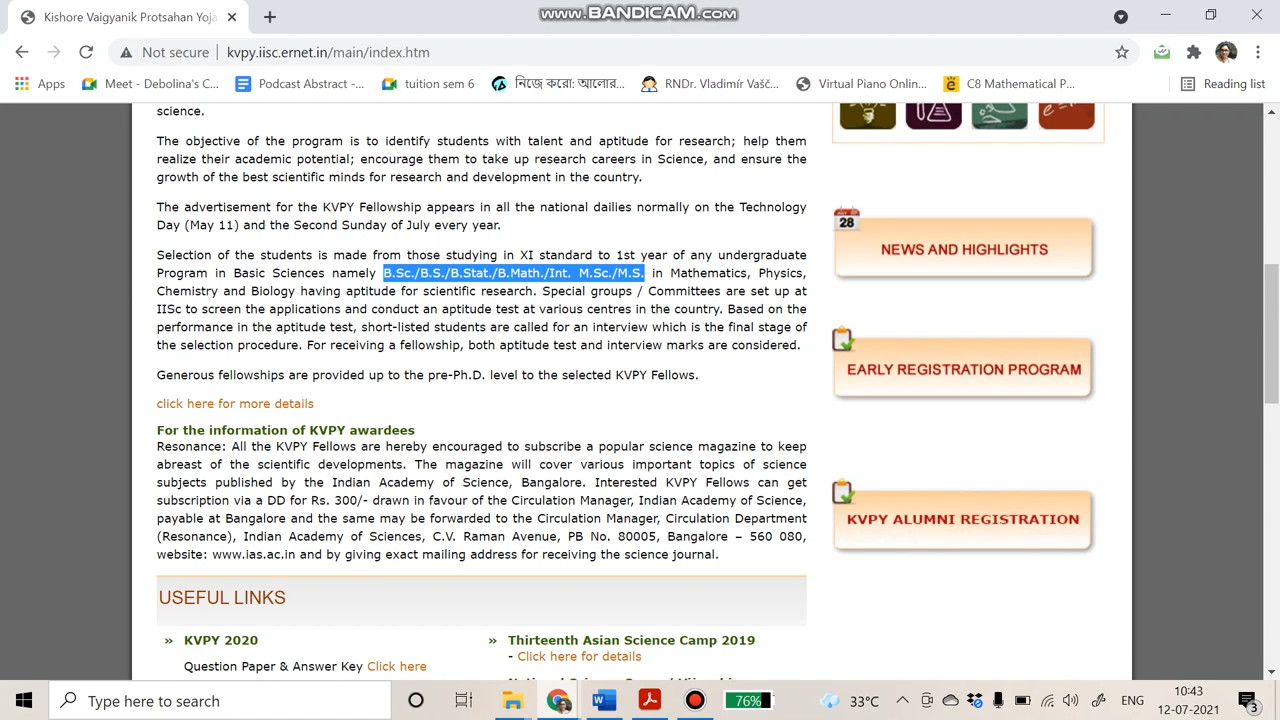 www.BANDICAM.com
Kishore Vaigyanik Protsahan Yoja
Not secure kvpy.iisc.ernet.in/main/index.htm
Apps Meet - Debolina's C... Podcast Abstract -... tuition sem 6 নিজে করো: আলোর... RNDr. Vladimír Vašč... Virtual Piano Onlin... C8 Mathematical P... Reading list
science.
The objective of the program is to identify students with talent and aptitude for research; help them
realize their academic potential; encourage them to take up research careers in Science, and ensure the
growth of the best scientific minds for research and development in the country.
The advertisement for the KVPY Fellowship appears in all the national dailies normally on the Technology
Day (May 11) and the Second Sunday of July every year.
Selection of the students is made from those studying in XI standard to 1st year of any undergraduate
Program in Basic Sciences namely B.Sc./B.S./B.Stat./B.Math./Int. M.Sc./M.S. in Mathematics, Physics,
Chemistry and Biology having aptitude for scientific research. Special groups / Committees are set up at
IISc to screen the applications and conduct an aptitude test at various centres in the country. Based on the
performance in the aptitude test, short-listed students are called for an interview which is the final stage of
the selection procedure. For receiving a fellowship, both aptitude test and interview marks are considered.
Generous fellowships are provided up to the pre-Ph.D. level to the selected KVPY Fellows.
click here for more details
For the information of KVPY awardees
Resonance: All the KVPY Fellows are hereby encouraged to subscribe a popular science magazine to keep
abreast of the scientific developments. The magazine will cover various important topics of science
subjects published by the Indian Academy of Science, Bangalore. Interested KVPY Fellows can get
subscription via a DD for Rs. 300/- drawn in favour of the Circulation Manager, Indian Academy of Science,
payable at Bangalore and the same may be forwarded to the Circulation Manager, Circulation Department
(Resonance), Indian Academy of Sciences, C.V. Raman Avenue, PB No. 80005, Bangalore – 560 080,
website: www.ias.ac.in and by giving exact mailing address for receiving the science journal.
USEFUL LINKS
» KVPY 2020
Question Paper & Answer Key Click here
» Thirteenth Asian Science Camp 2019
- Click here for details
28
NEWS AND HIGHLIGHTS
EARLY REGISTRATION PROGRAM
KVPY ALUMNI REGISTRATION
Type here to search
76%
33°C
ENG
10:43
12-07-2021
3